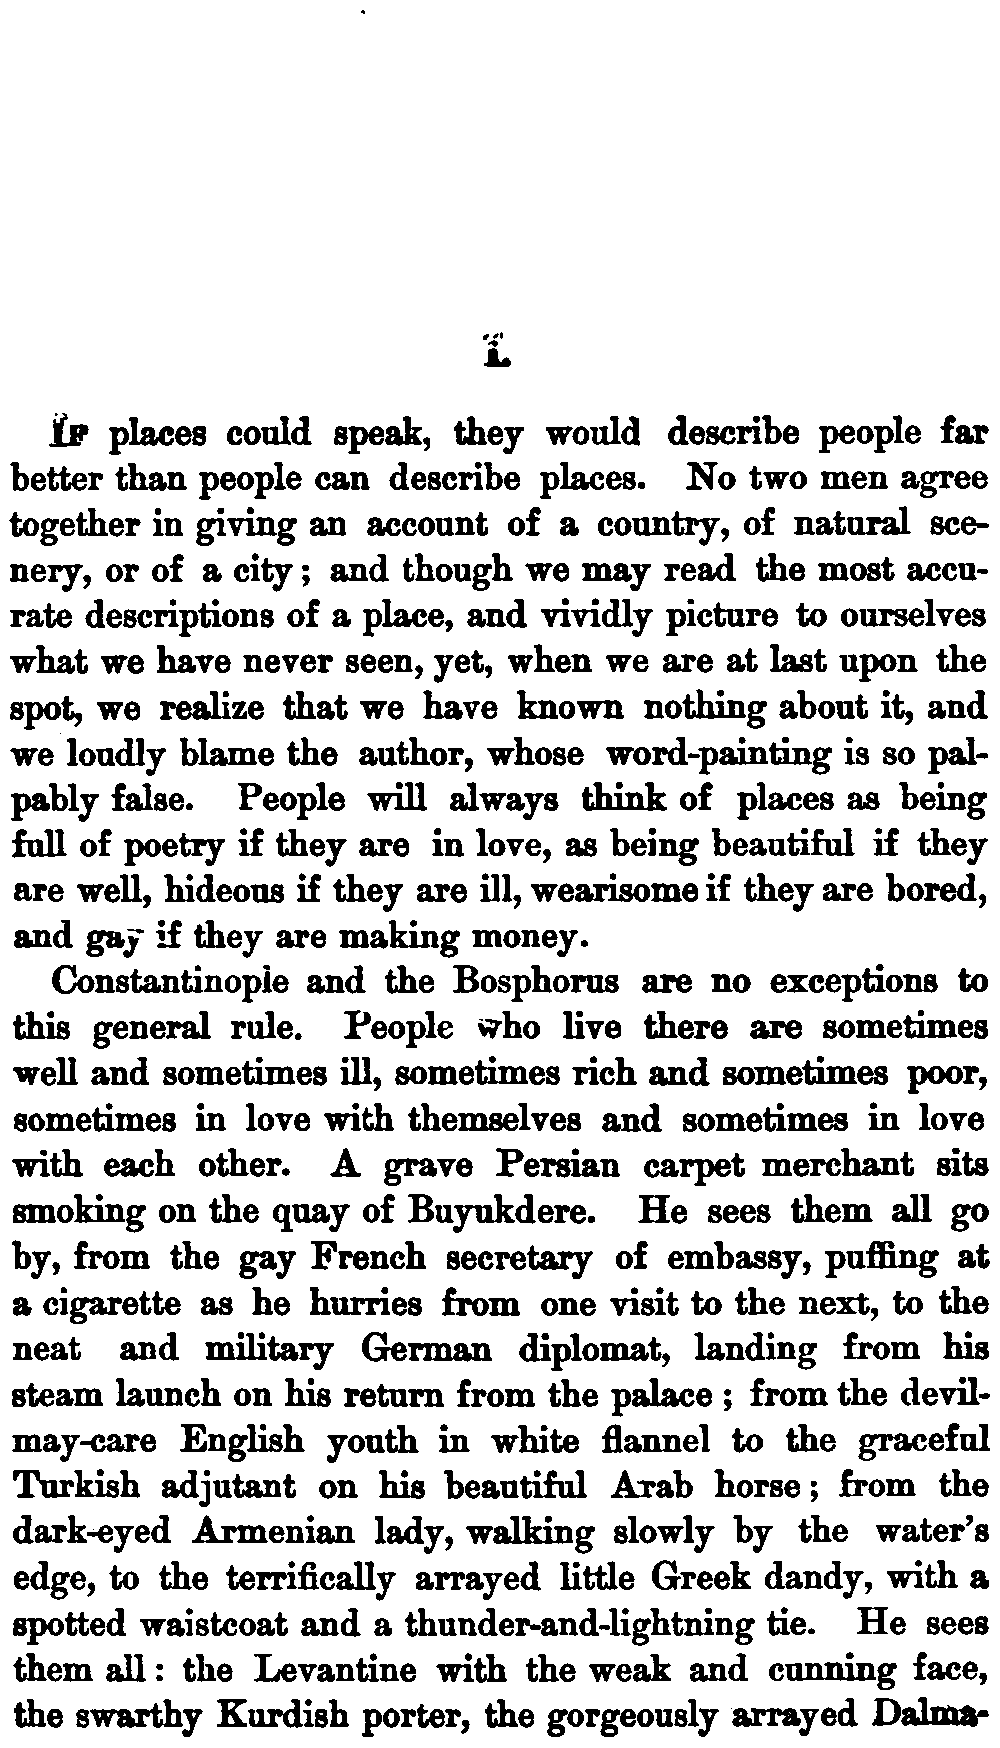 I.
IF places could speak, they would describe people far
better than people can describe places. No two men agree
together in giving an account of a country, of natural sce-
nery, or of a city; and though we may read the most accu-
rate descriptions of a place, and vividly picture to ourselves
what we have never seen, yet, when we are at last upon the
spot, we realize that we have known nothing about it, and
we loudly blame the author, whose word-painting is so pal-
pably false. People will always think of places as being
full of poetry if they are in love, as being beautiful if they
are well, hideous if they are ill, wearisome if they are bored,
and gay if they are making money.
Constantinople and the Bosphorus are no exceptions to
this general rule. People who live there are sometimes
well and sometimes ill, sometimes rich and sometimes poor,
sometimes in love with themselves and sometimes in love
with each other. A grave Persian carpet merchant sits
smoking on the quay of Buyukdere. He sees them all go
by, from the gay French secretary of embassy, puffing at
a cigarette as he hurries from one visit to the next, to the
neat and military German diplomat, landing from his
steam launch on his return from the palace; from the devil-
may-care English youth in white flannel to the graceful
Turkish adjutant on his beautiful Arab horse; from the
dark-eyed Armenian lady, walking slowly by the water's
edge, to the terrifically arrayed little Greek dandy, with a
spotted waistcoat and a thunder-and-lightning tie. He sees
them all: the Levantine with the weak and cunning face,
the swarthy Kurdish porter, the gorgeously arrayed Dalma-